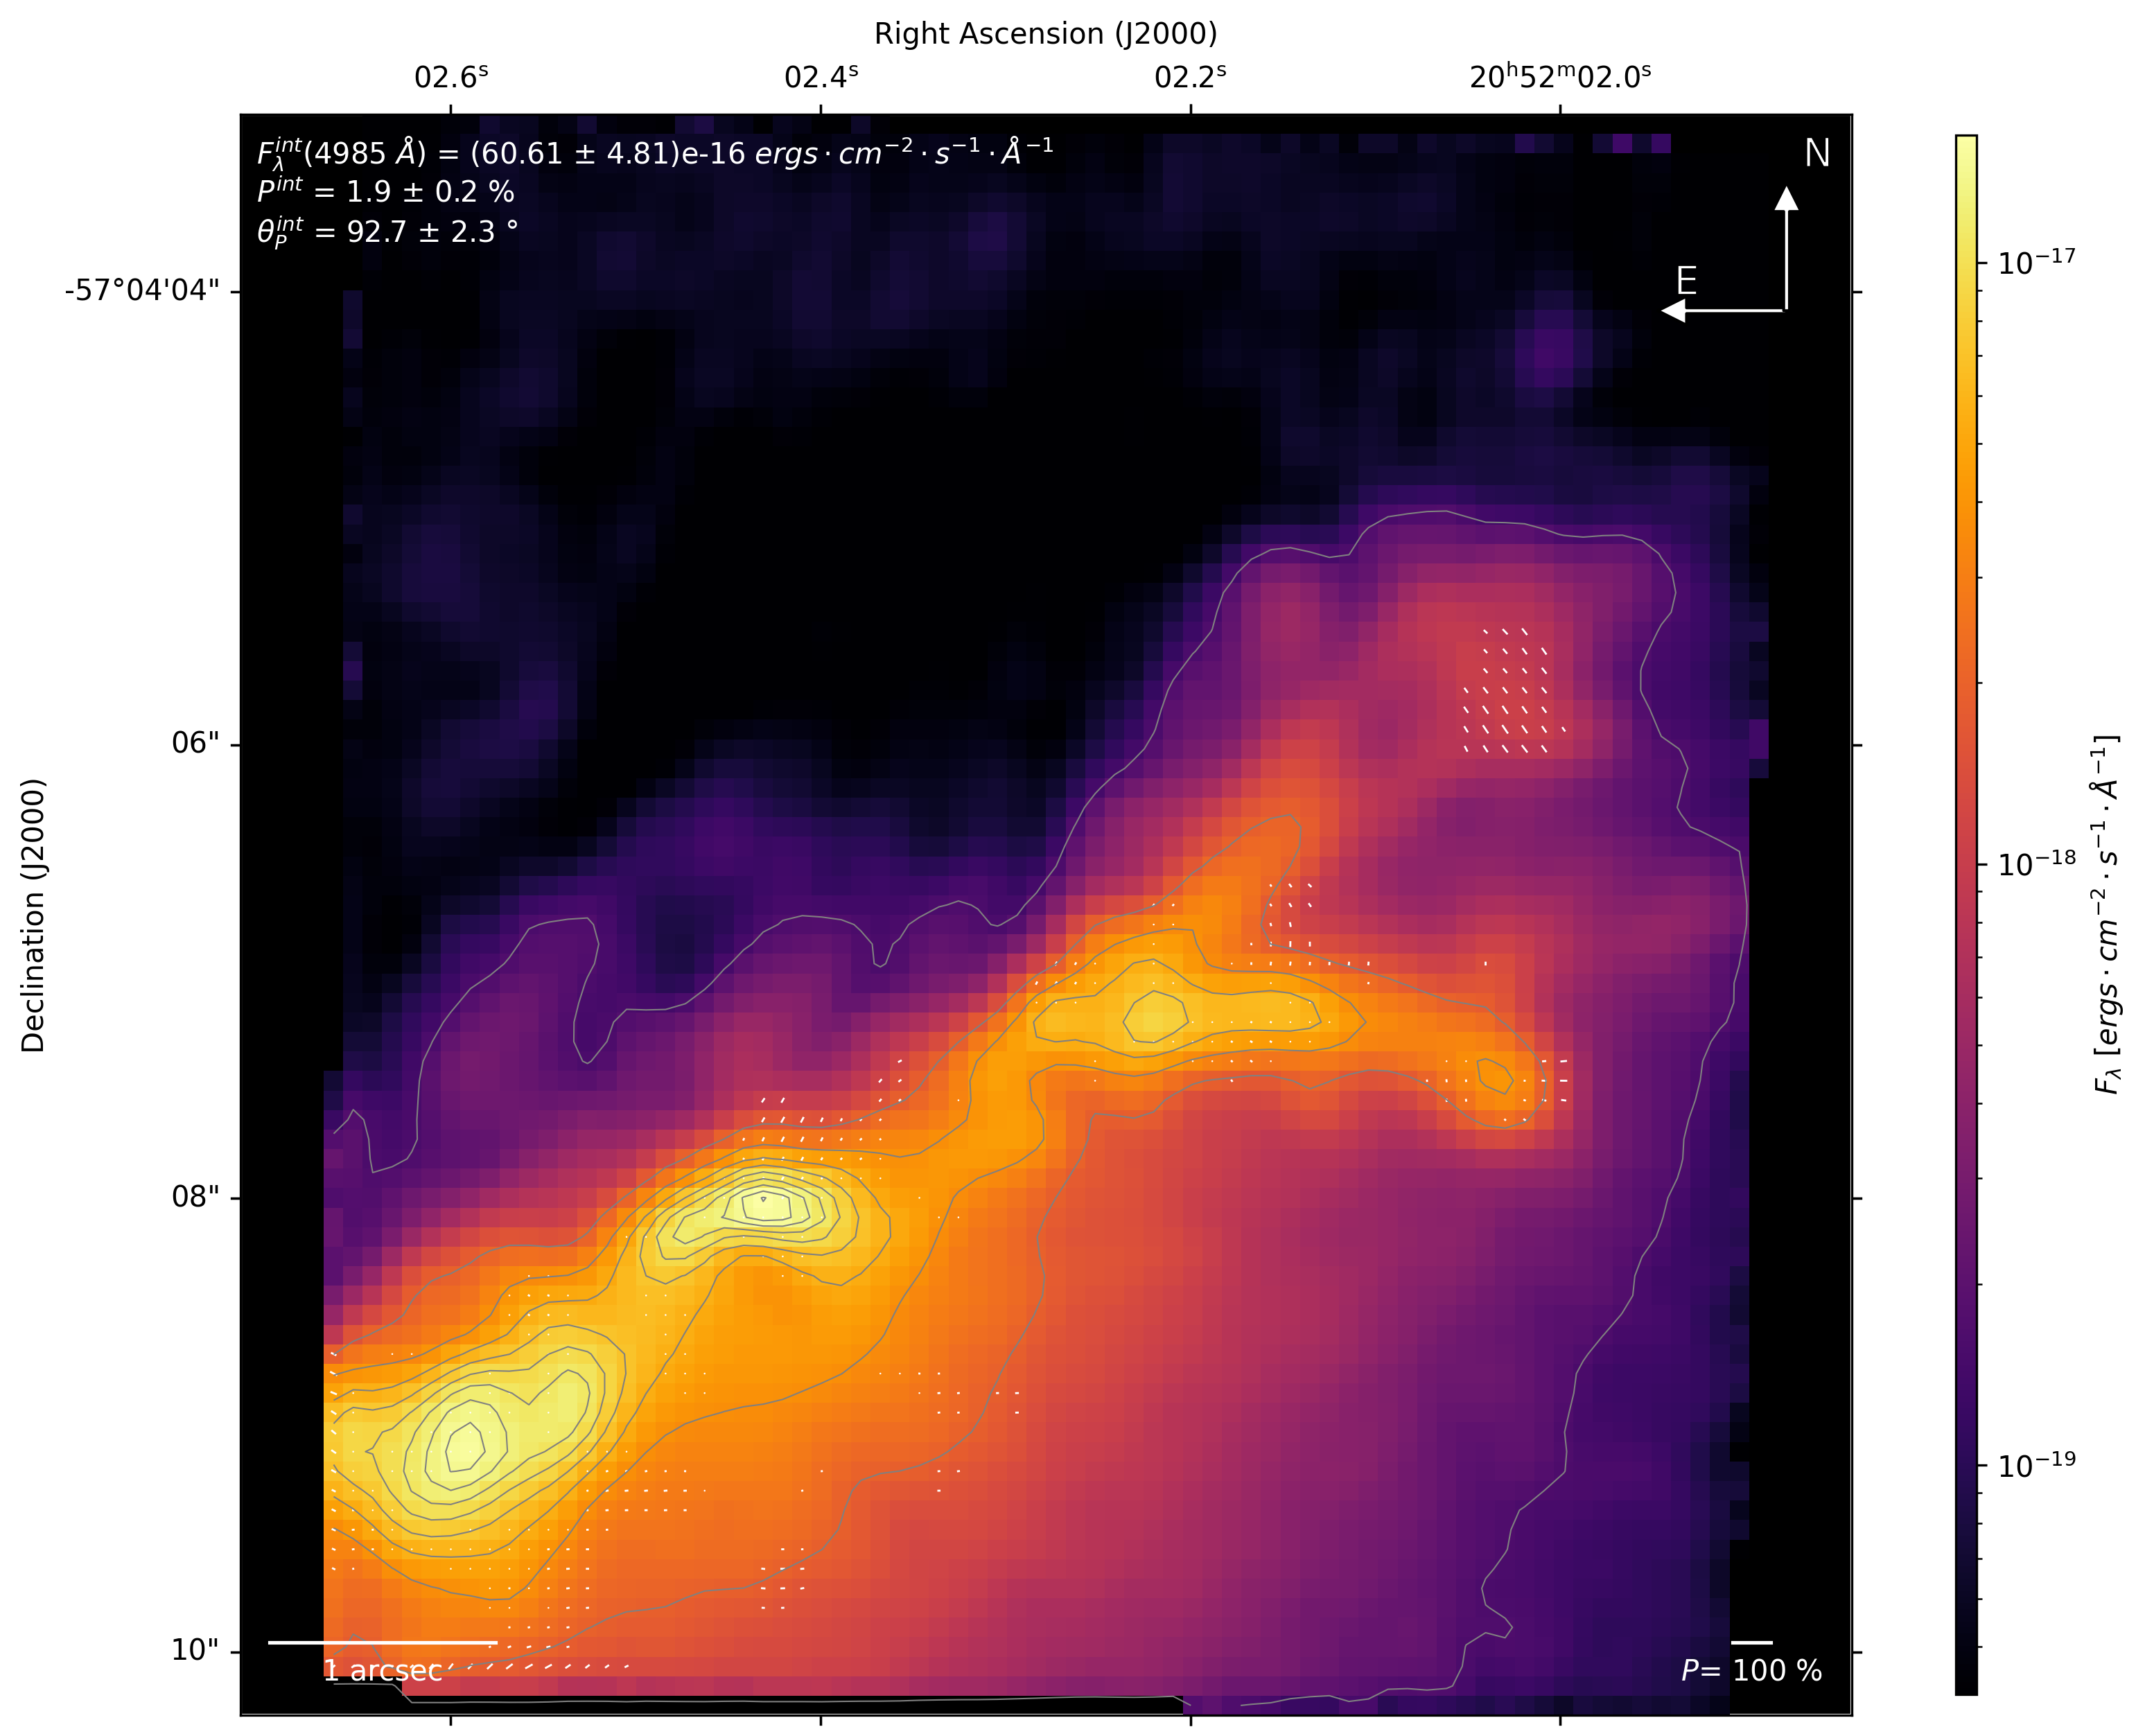 Right Ascension (J2000)
02.6ˢ 02.4ˢ 02.2ˢ 20ʰ52ᵐ02.0ˢ
F_λ^int(4985 Å) = (60.61 ± 4.81)e-16 ergs · cm⁻² · s⁻¹ · Å⁻¹
P^int = 1.9 ± 0.2 %
θ_P^int = 92.7 ± 2.3 °
N
E
-57°04'04"
06"
08"
10"
Declination (J2000)
1 arcsec
P= 100 %
10⁻¹⁷
10⁻¹⁸
10⁻¹⁹
F_λ [ergs · cm⁻² · s⁻¹ · Å⁻¹]